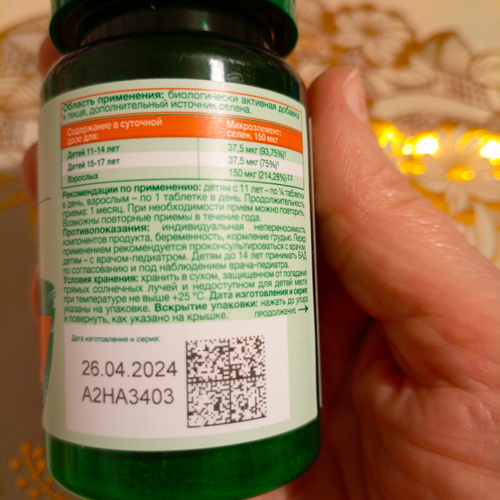 Область применения: биологически активная добавка
к пище, дополнительный источник селена.
Содержание в суточной
дозе для:
Микроэлемент:
селен, 150 мкг
Детей 11-14 лет
37,5 мкг (93,75%)¹
Детей 15-17 лет
37,5 мкг (75%)¹
Взрослых
150 мкг (214,28%)²,³
Рекомендации по применению: детям с 11 лет – по ¼ таблетки
в день, взрослым – по 1 таблетке в день. Продолжительность
приема: 1 месяц. При необходимости прием можно повторить.
Возможны повторные приемы в течение года.
Противопоказания: индивидуальная непереносимость
компонентов продукта, беременность, кормление грудью. Перед
применением рекомендуется проконсультироваться с врачом,
детям – с врачом-педиатром. Детям до 14 лет принимать БАД
по согласованию и под наблюдением врача-педиатра.
Условия хранения: хранить в сухом, защищенном от попадания
прямых солнечных лучей и недоступном для детей месте
при температуре не выше +25 °С. Дата изготовления и серия:
указаны на упаковке. Вскрытие упаковки: нажать до упора
и повернуть, как указано на крышке.
ПРОДОЛЖЕНИЕ →
Дата изготовления и серия:
26.04.2024
A2HA3403